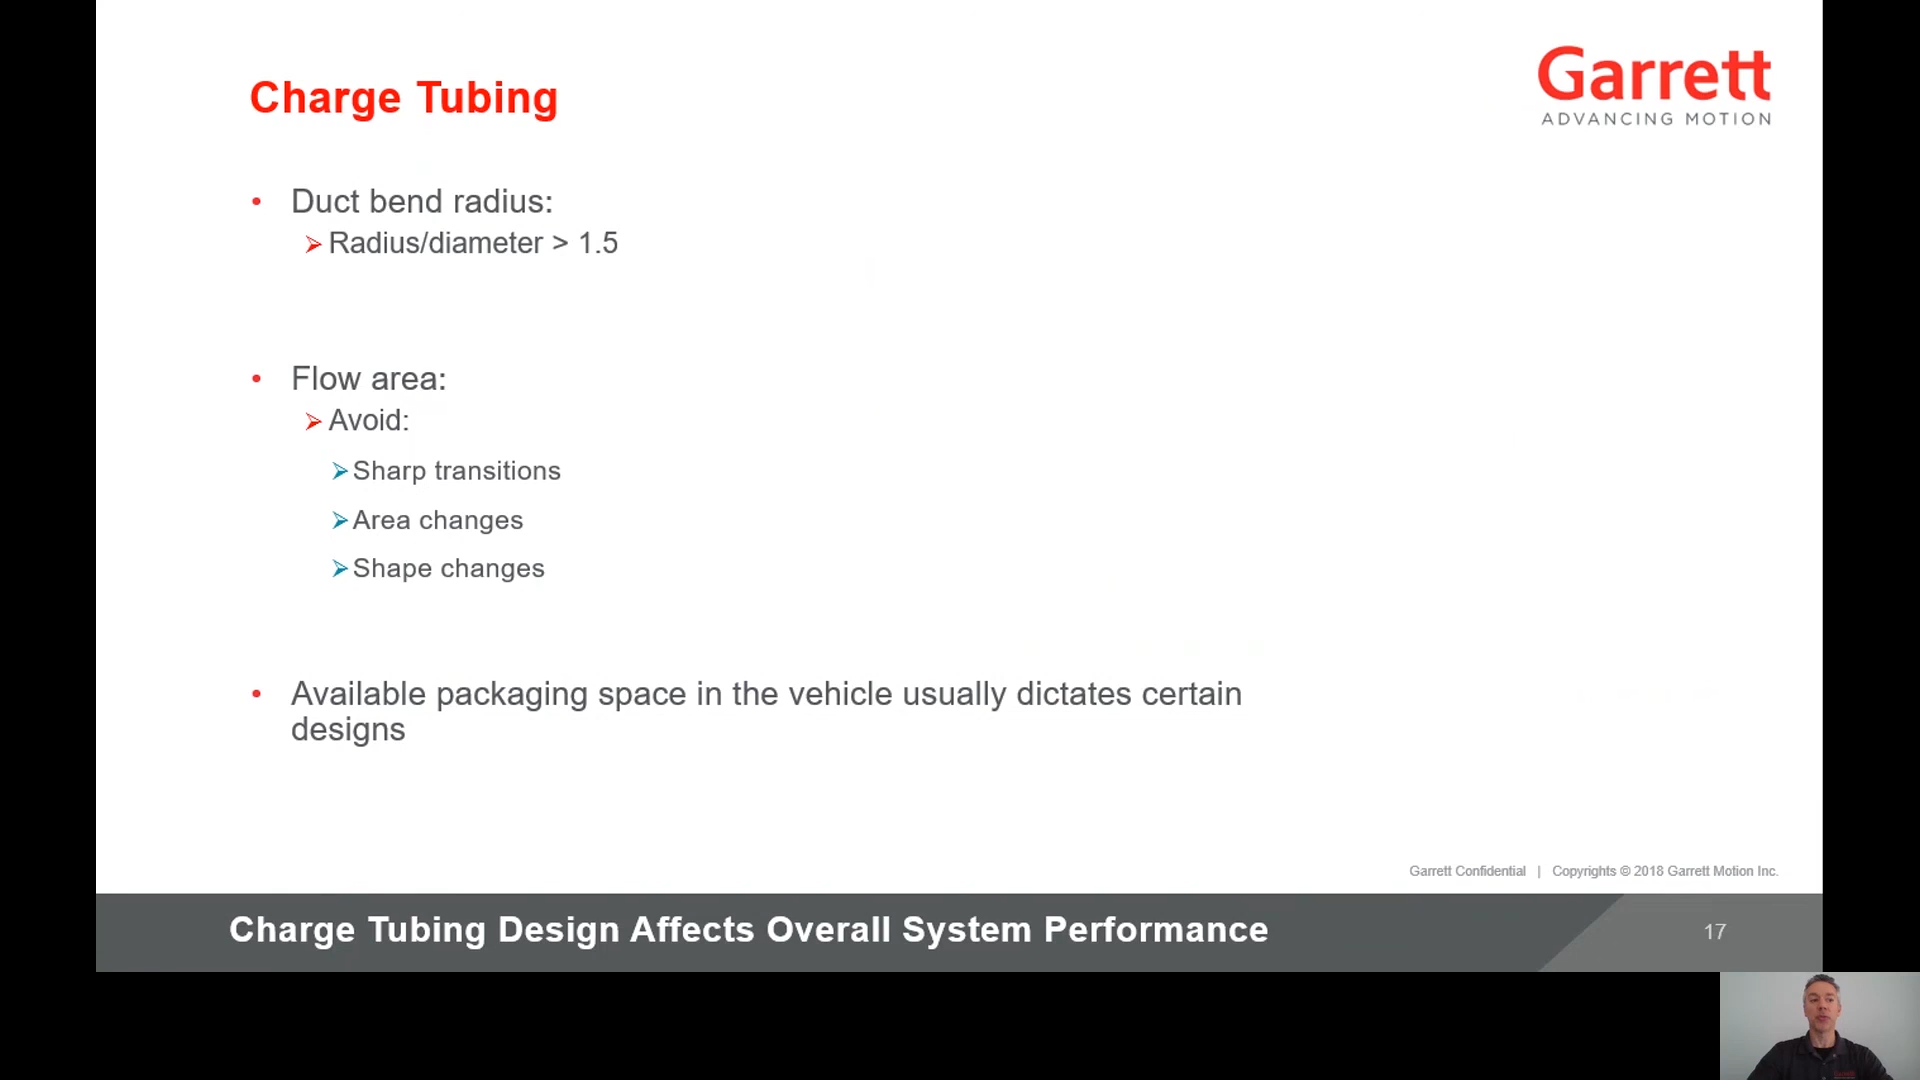 Garrett
ADVANCING MOTION
Charge Tubing
• Duct bend radius:
➢ Radius/diameter > 1.5
• Flow area:
➢ Avoid:
➢ Sharp transitions
➢ Area changes
➢ Shape changes
• Available packaging space in the vehicle usually dictates certain
designs
Garrett Confidential | Copyrights © 2018 Garrett Motion Inc.
Charge Tubing Design Affects Overall System Performance
17